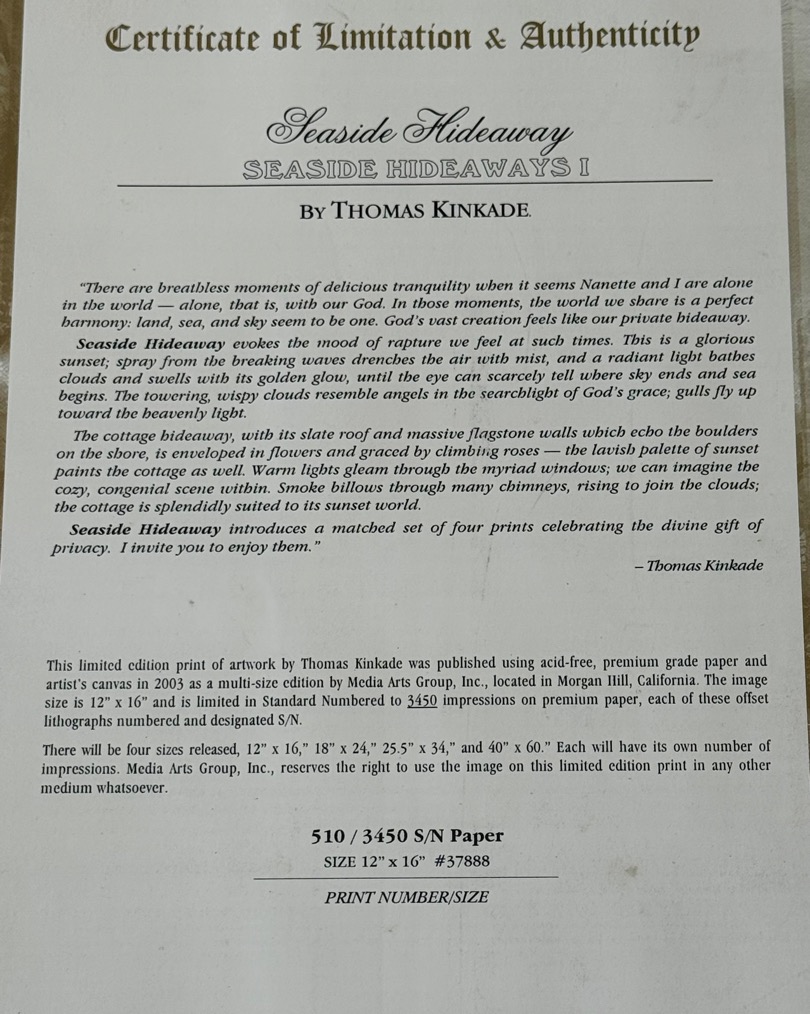 Certificate of Limitation & Authenticity
Seaside Hideaway
SEASIDE HIDEAWAYS I
BY THOMAS KINKADE.
"There are breathless moments of delicious tranquility when it seems Nanette and I are alone
in the world — alone, that is, with our God. In those moments, the world we share is a perfect
harmony: land, sea, and sky seem to be one. God's vast creation feels like our private hideaway.
Seaside Hideaway evokes the mood of rapture we feel at such times. This is a glorious
sunset; spray from the breaking waves drenches the air with mist, and a radiant light bathes
clouds and swells with its golden glow, until the eye can scarcely tell where sky ends and sea
begins. The towering, wispy clouds resemble angels in the searchlight of God's grace; gulls fly up
toward the heavenly light.
The cottage hideaway, with its slate roof and massive flagstone walls which echo the boulders
on the shore, is enveloped in flowers and graced by climbing roses — the lavish palette of sunset
paints the cottage as well. Warm lights gleam through the myriad windows; we can imagine the
cozy, congenial scene within. Smoke billows through many chimneys, rising to join the clouds;
the cottage is splendidly suited to its sunset world.
Seaside Hideaway introduces a matched set of four prints celebrating the divine gift of
privacy. I invite you to enjoy them."
– Thomas Kinkade
This limited edition print of artwork by Thomas Kinkade was published using acid-free, premium grade paper and
artist's canvas in 2003 as a multi-size edition by Media Arts Group, Inc., located in Morgan Hill, California. The image
size is 12" x 16" and is limited in Standard Numbered to 3450 impressions on premium paper, each of these offset
lithographs numbered and designated S/N.
There will be four sizes released, 12" x 16," 18" x 24," 25.5" x 34," and 40" x 60." Each will have its own number of
impressions. Media Arts Group, Inc., reserves the right to use the image on this limited edition print in any other
medium whatsoever.
510 / 3450 S/N Paper
SIZE 12" x 16" #37888
PRINT NUMBER/SIZE